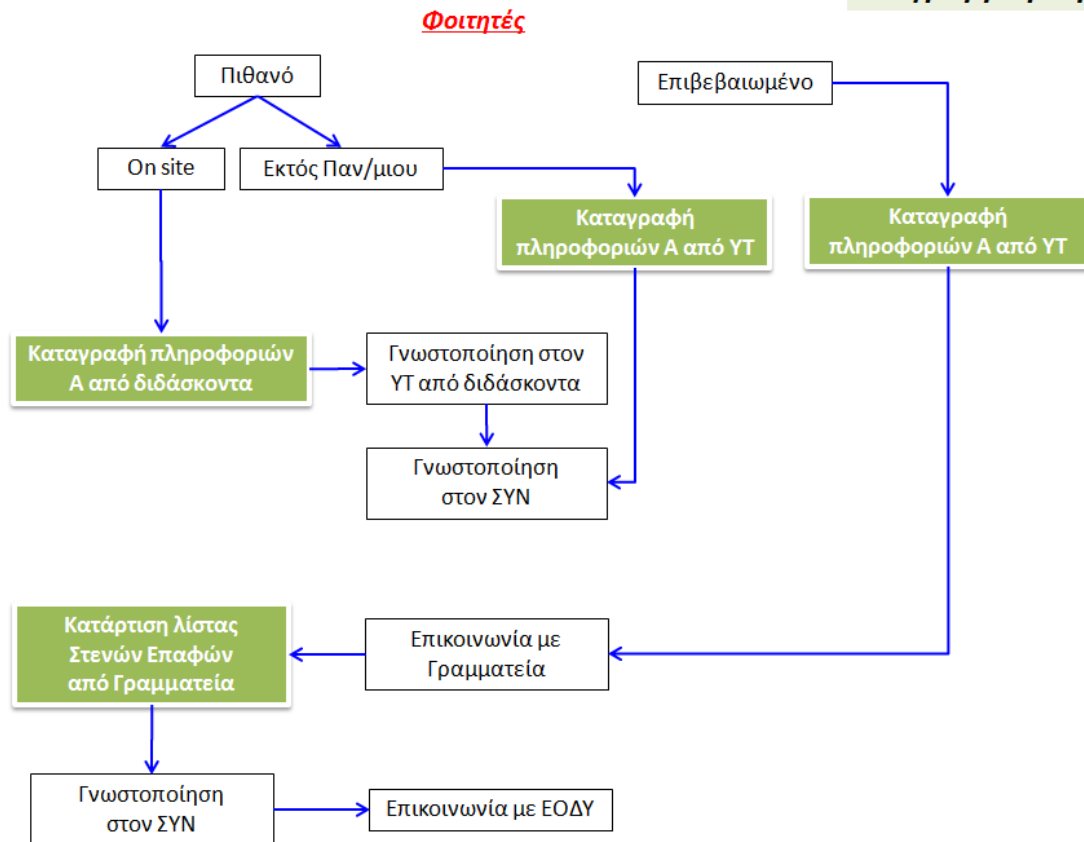 Φοιτητές
Πιθανό
Επιβεβαιωμένο
On site
Εκτός Παν/μιου
Καταγραφή
πληροφοριών Α από ΥΤ
Καταγραφή
πληροφοριών Α από ΥΤ
Καταγραφή πληροφοριών
Α από διδάσκοντα
Γνωστοποίηση στον
ΥΤ από διδάσκοντα
Γνωστοποίηση
στον ΣΥΝ
Κατάρτιση λίστας
Στενών Επαφών
από Γραμματεία
Επικοινωνία με
Γραμματεία
Γνωστοποίηση
στον ΣΥΝ
Επικοινωνία με ΕΟΔΥ